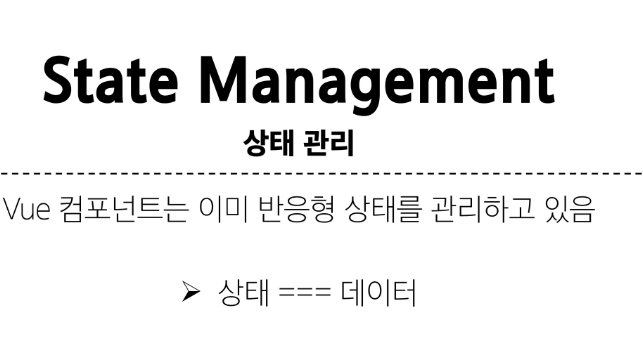 State Management
상태 관리
Vue 컴포넌트는 이미 반응형 상태를 관리하고 있음
➢ 상태 === 데이터